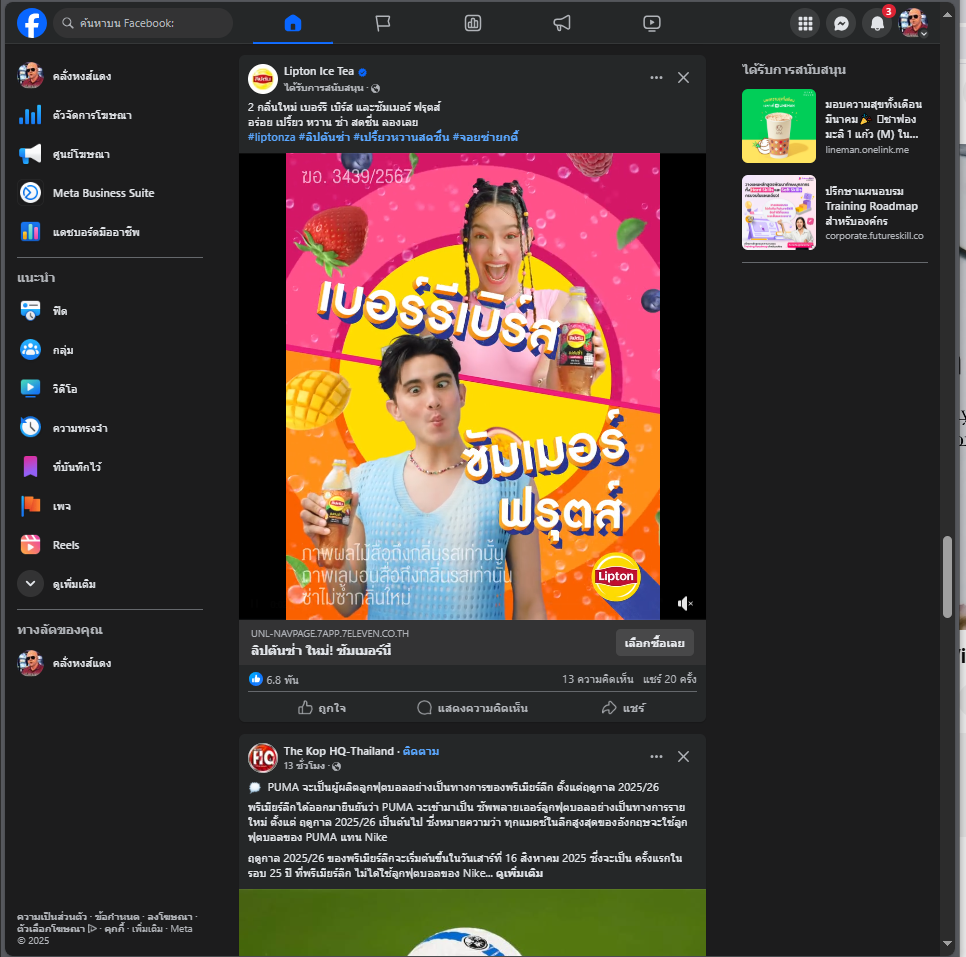 ค้นหาบน Facebook:
3
คลั่งหงส์แดง
ตัวจัดการโฆษณา
ศูนย์โฆษณา
Meta Business Suite
แดชบอร์ดมืออาชีพ
แนะนำ
ฟีด
กลุ่ม
วิดีโอ
ความทรงจำ
ที่บันทึกไว้
เพจ
Reels
ดูเพิ่มเติม
ทางลัดของคุณ
คลั่งหงส์แดง
ความเป็นส่วนตัว · ข้อกำหนด · ลงโฆษณา ·
ตัวเลือกโฆษณา · คุกกี้ · เพิ่มเติม · Meta
© 2025
Lipton Ice Tea
ได้รับการสนับสนุน ·
2 กลิ่นใหม่ เบอร์รี เบิร์ส และซัมเมอร์ ฟรุตส์
อร่อย เปรี้ยว หวาน ซ่า สดชื่น ลองเลย
#liptonza #ลิปตันซ่า #เปรี้ยวหวานสดชื่น #จอยซ่ายกดี้
ฆอ. 3439/2567
เบอร์รีเบิร์ส
ซัมเมอร์
ฟรุตส์
ภาพผลไม้สื่อถึงกลิ่นรสเท่านั้น
ภาพเลมอนสื่อถึงกลิ่นรสเท่านั้น
ซ่าไม่ซ้ำกลิ่นใหม่
Lipton
UNL-NAVPAGE.7APP.7ELEVEN.CO.TH
ลิปตันซ่า ใหม่! ซัมเมอร์นี้
เลือกซื้อเลย
6.8 พัน
13 ความคิดเห็น แชร์ 20 ครั้ง
ถูกใจ
แสดงความคิดเห็น
แชร์
The Kop HQ-Thailand · ติดตาม
13 ชั่วโมง ·
PUMA จะเป็นผู้ผลิตลูกฟุตบอลอย่างเป็นทางการของพรีเมียร์ลีก ตั้งแต่ฤดูกาล 2025/26
พรีเมียร์ลีกได้ออกมายืนยันว่า PUMA จะเข้ามาเป็น ซัพพลายเออร์ลูกฟุตบอลอย่างเป็นทางการราย
ใหม่ ตั้งแต่ ฤดูกาล 2025/26 เป็นต้นไป ซึ่งหมายความว่า ทุกแมตช์ในลีกสูงสุดของอังกฤษจะใช้ลูก
ฟุตบอลของ PUMA แทน Nike
ฤดูกาล 2025/26 ของพรีเมียร์ลีกจะเริ่มต้นขึ้นในวันเสาร์ที่ 16 สิงหาคม 2025 ซึ่งจะเป็น ครั้งแรกใน
รอบ 25 ปี ที่พรีเมียร์ลีก ไม่ได้ใช้ลูกฟุตบอลของ Nike... ดูเพิ่มเติม
ได้รับการสนับสนุน
มอบความสุขทั้งเดือน
มีนาคม ชาฟอง
มะลิ 1 แก้ว (M) ใน...
lineman.onelink.me
ปรึกษาแผนอบรม
Training Roadmap
สำหรับองค์กร
corporate.futureskill.co